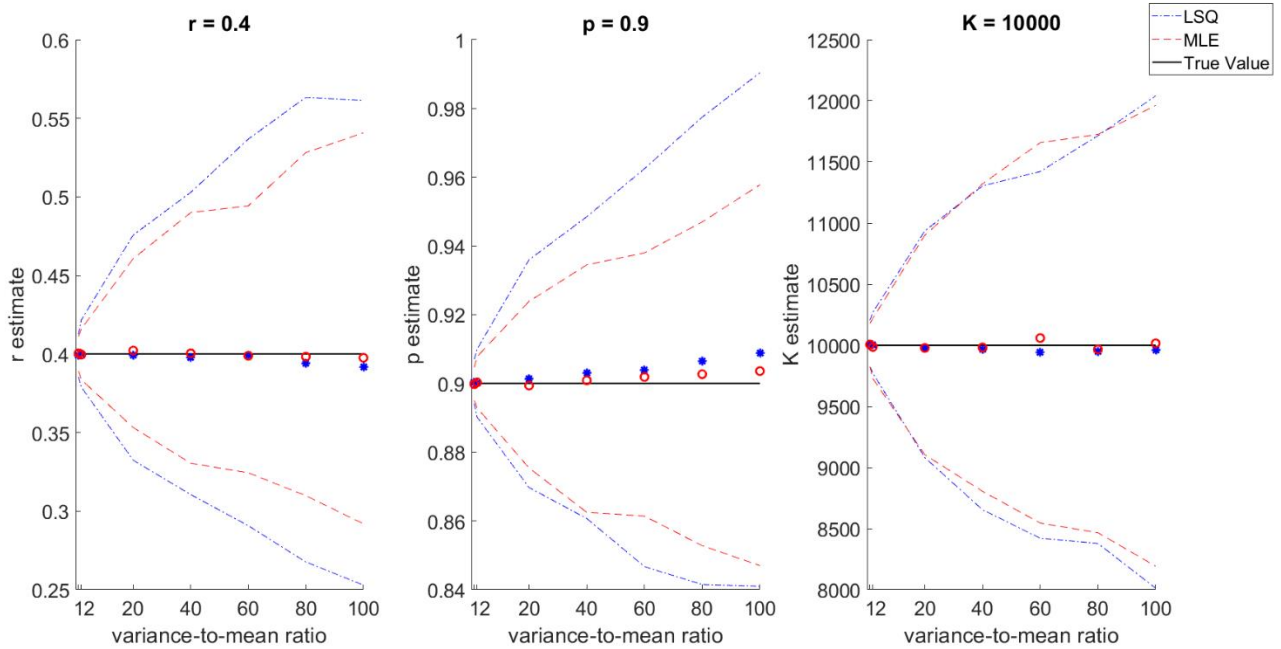 r = 0.4
0.6
0.55
0.5
0.45
0.4
0.35
0.3
0.25
r estimate
12 20 40 60 80 100
variance-to-mean ratio
p = 0.9
1
0.98
0.96
0.94
0.92
0.9
0.88
0.86
0.84
p estimate
12 20 40 60 80 100
variance-to-mean ratio
K = 10000
12500
12000
11500
11000
10500
10000
9500
9000
8500
8000
K estimate
12 20 40 60 80 100
variance-to-mean ratio
LSQ
MLE
True Value